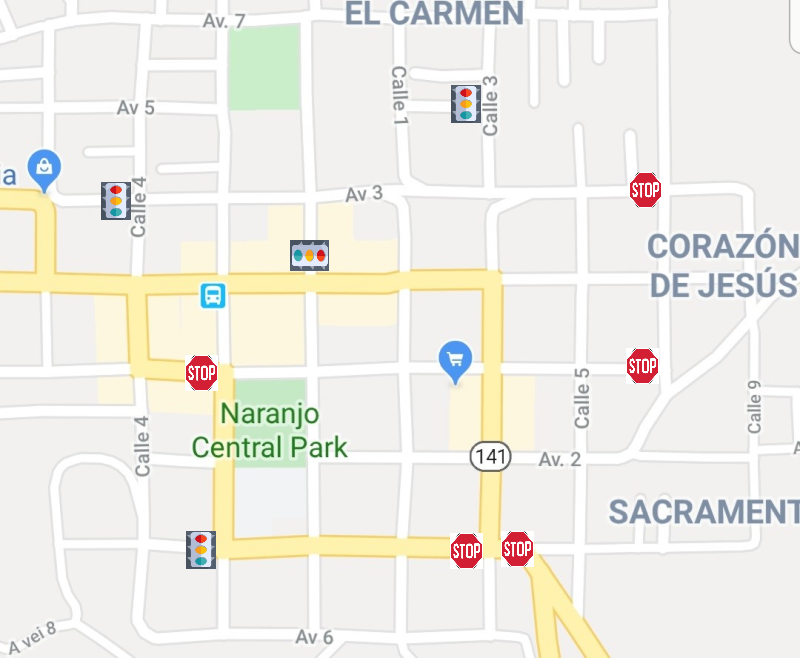 EL CARMEN
Av. 7
Av 5
Calle 1
Calle 3
ia
Calle 4
Av 3
STOP
CORAZÓN
DE JESÚS
STOP
STOP
Calle 5
Calle 9
Naranjo
Central Park
Calle 4
141
Av. 2
A
SACRAMENT
STOP
STOP
A vei 8
Av 6